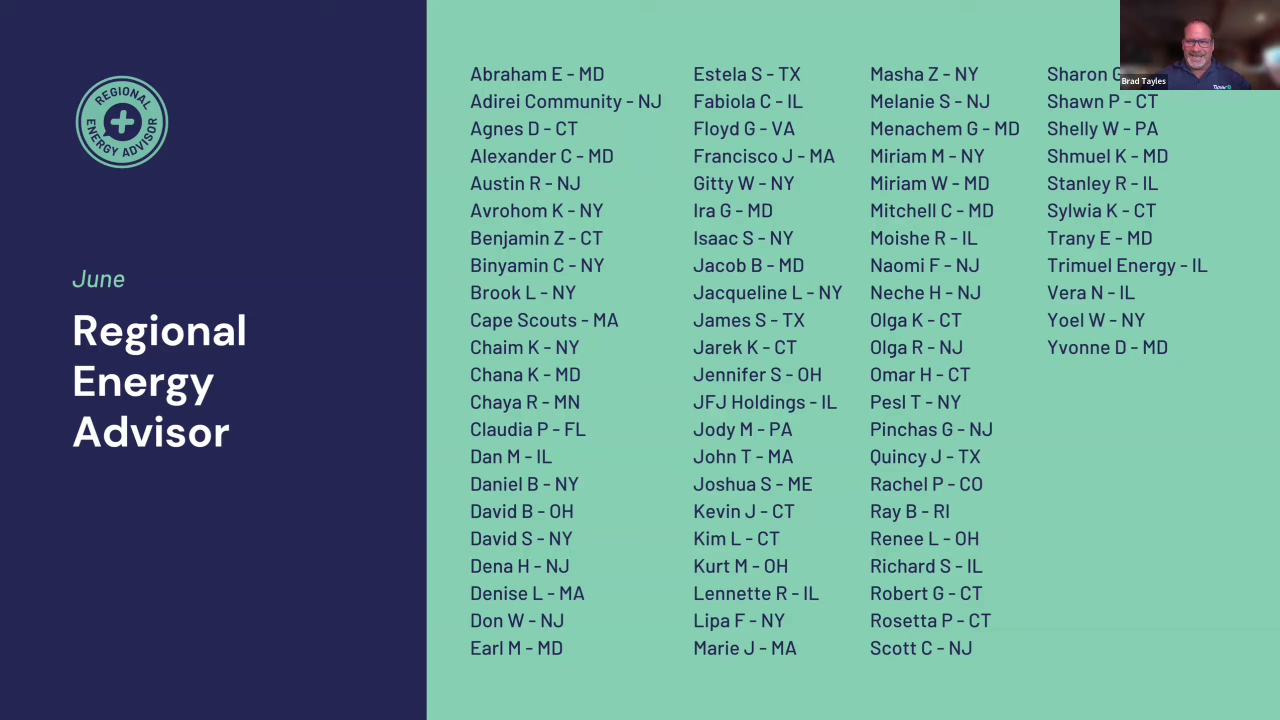 REGIONAL
ENERGY ADVISOR
June
Regional
Energy
Advisor
Abraham E - MD
Adirei Community - NJ
Agnes D - CT
Alexander C - MD
Austin R - NJ
Avrohom K - NY
Benjamin Z - CT
Binyamin C - NY
Brook L - NY
Cape Scouts - MA
Chaim K - NY
Chana K - MD
Chaya R - MN
Claudia P - FL
Dan M - IL
Daniel B - NY
David B - OH
David S - NY
Dena H - NJ
Denise L - MA
Don W - NJ
Earl M - MD
Estela S - TX
Fabiola C - IL
Floyd G - VA
Francisco J - MA
Gitty W - NY
Ira G - MD
Isaac S - NY
Jacob B - MD
Jacqueline L - NY
James S - TX
Jarek K - CT
Jennifer S - OH
JFJ Holdings - IL
Jody M - PA
John T - MA
Joshua S - ME
Kevin J - CT
Kim L - CT
Kurt M - OH
Lennette R - IL
Lipa F - NY
Marie J - MA
Masha Z - NY
Melanie S - NJ
Menachem G - MD
Miriam M - NY
Miriam W - MD
Mitchell C - MD
Moishe R - IL
Naomi F - NJ
Neche H - NJ
Olga K - CT
Olga R - NJ
Omar H - CT
Pesl T - NY
Pinchas G - NJ
Quincy J - TX
Rachel P - CO
Ray B - RI
Renee L - OH
Richard S - IL
Robert G - CT
Rosetta P - CT
Scott C - NJ
Sharon
Shawn P - CT
Shelly W - PA
Shmuel K - MD
Stanley R - IL
Sylwia K - CT
Trany E - MD
Trimuel Energy - IL
Vera N - IL
Yoel W - NY
Yvonne D - MD
Brad Tayles